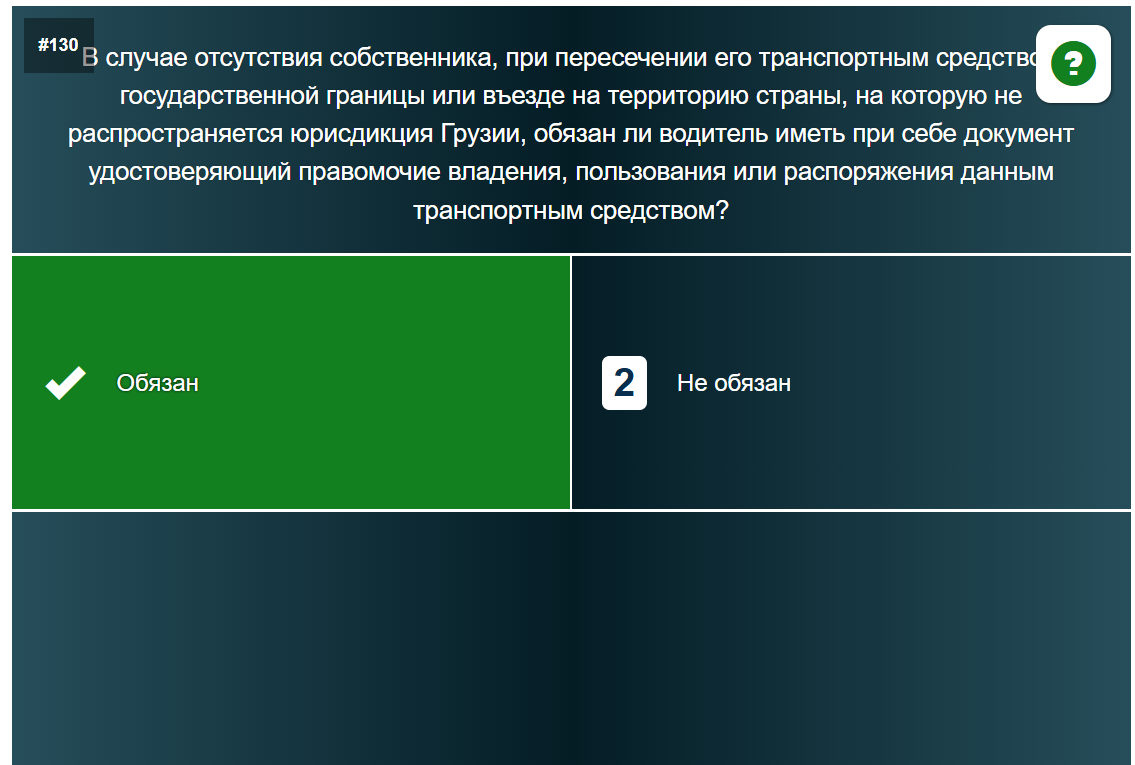 #130
В случае отсутствия собственника, при пересечении его транспортным
государственной границы или въезде на территорию страны, на которую не
распространяется юрисдикция Грузии, обязан ли водитель иметь при себе документ
удостоверяющий правомочие владения, пользования или распоряжения данным
транспортным средством?
?
Обязан
2 Не обязан